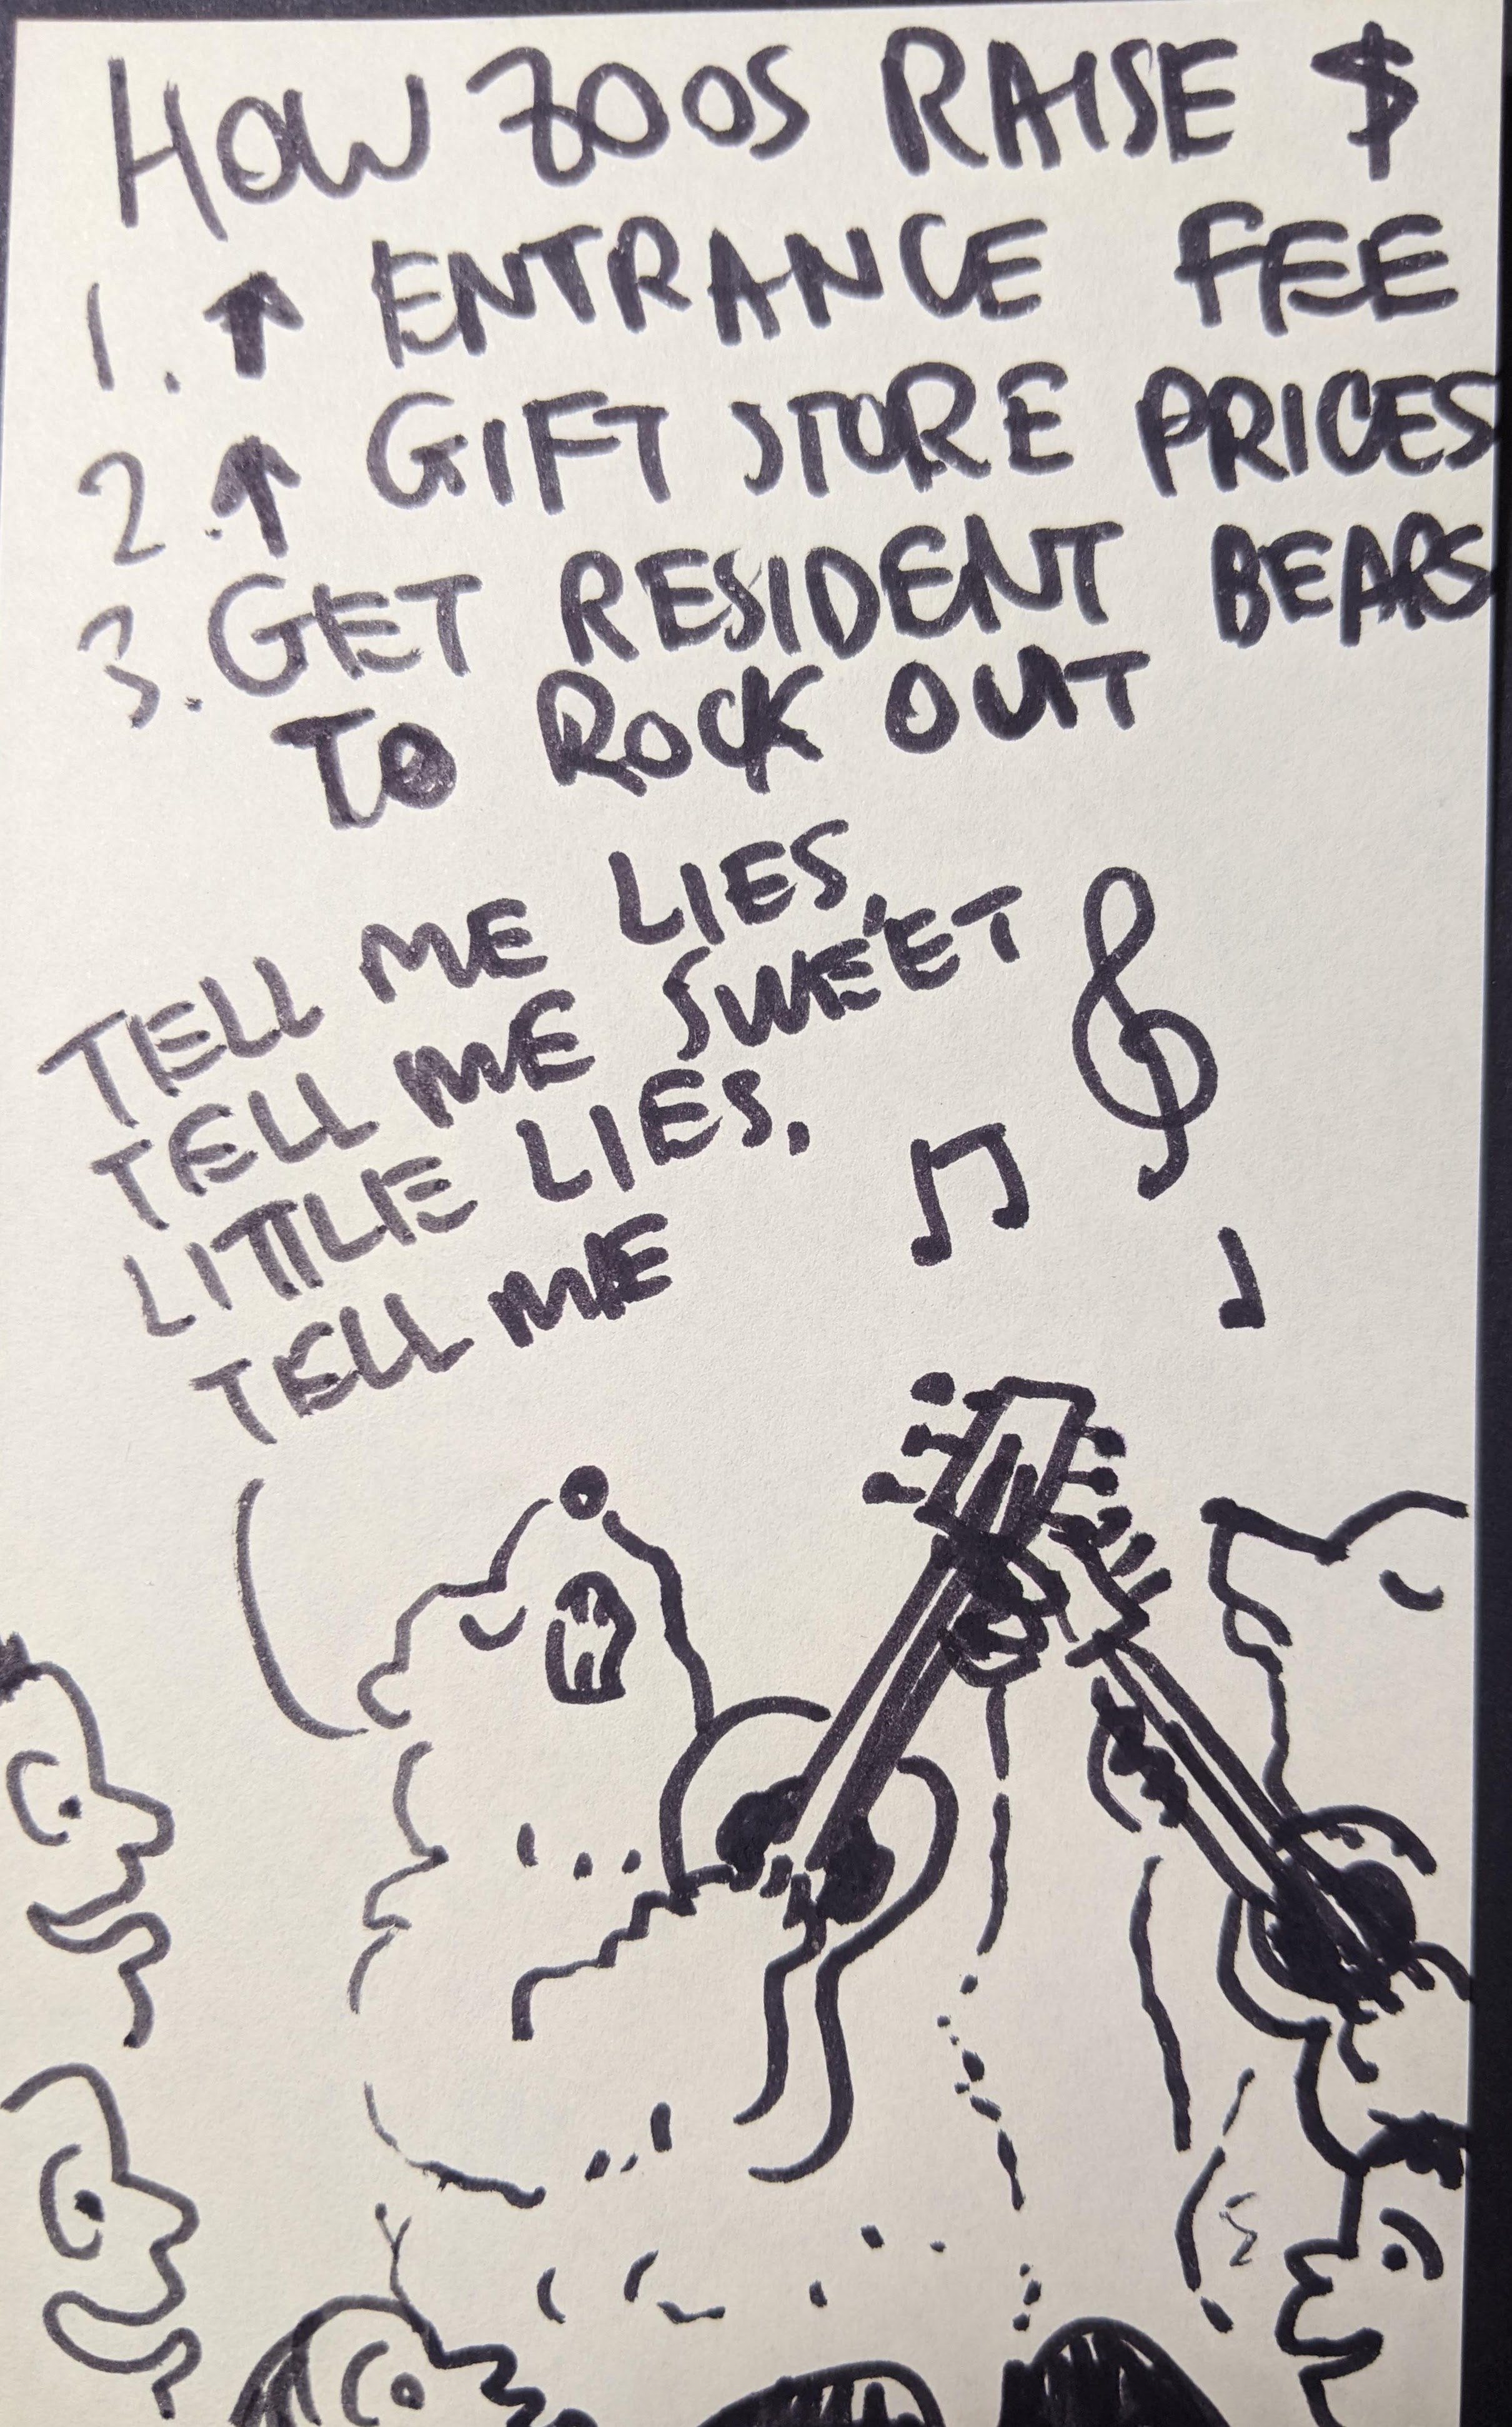 HOW ZOOS RAISE $
1. ↑ ENTRANCE FEE
2. ↑ GIFT STORE PRICES
3. GET RESIDENT BEARS
TO ROCK OUT
TELL ME LIES,
TELL ME SWEET
LITTLE LIES.
TELL ME